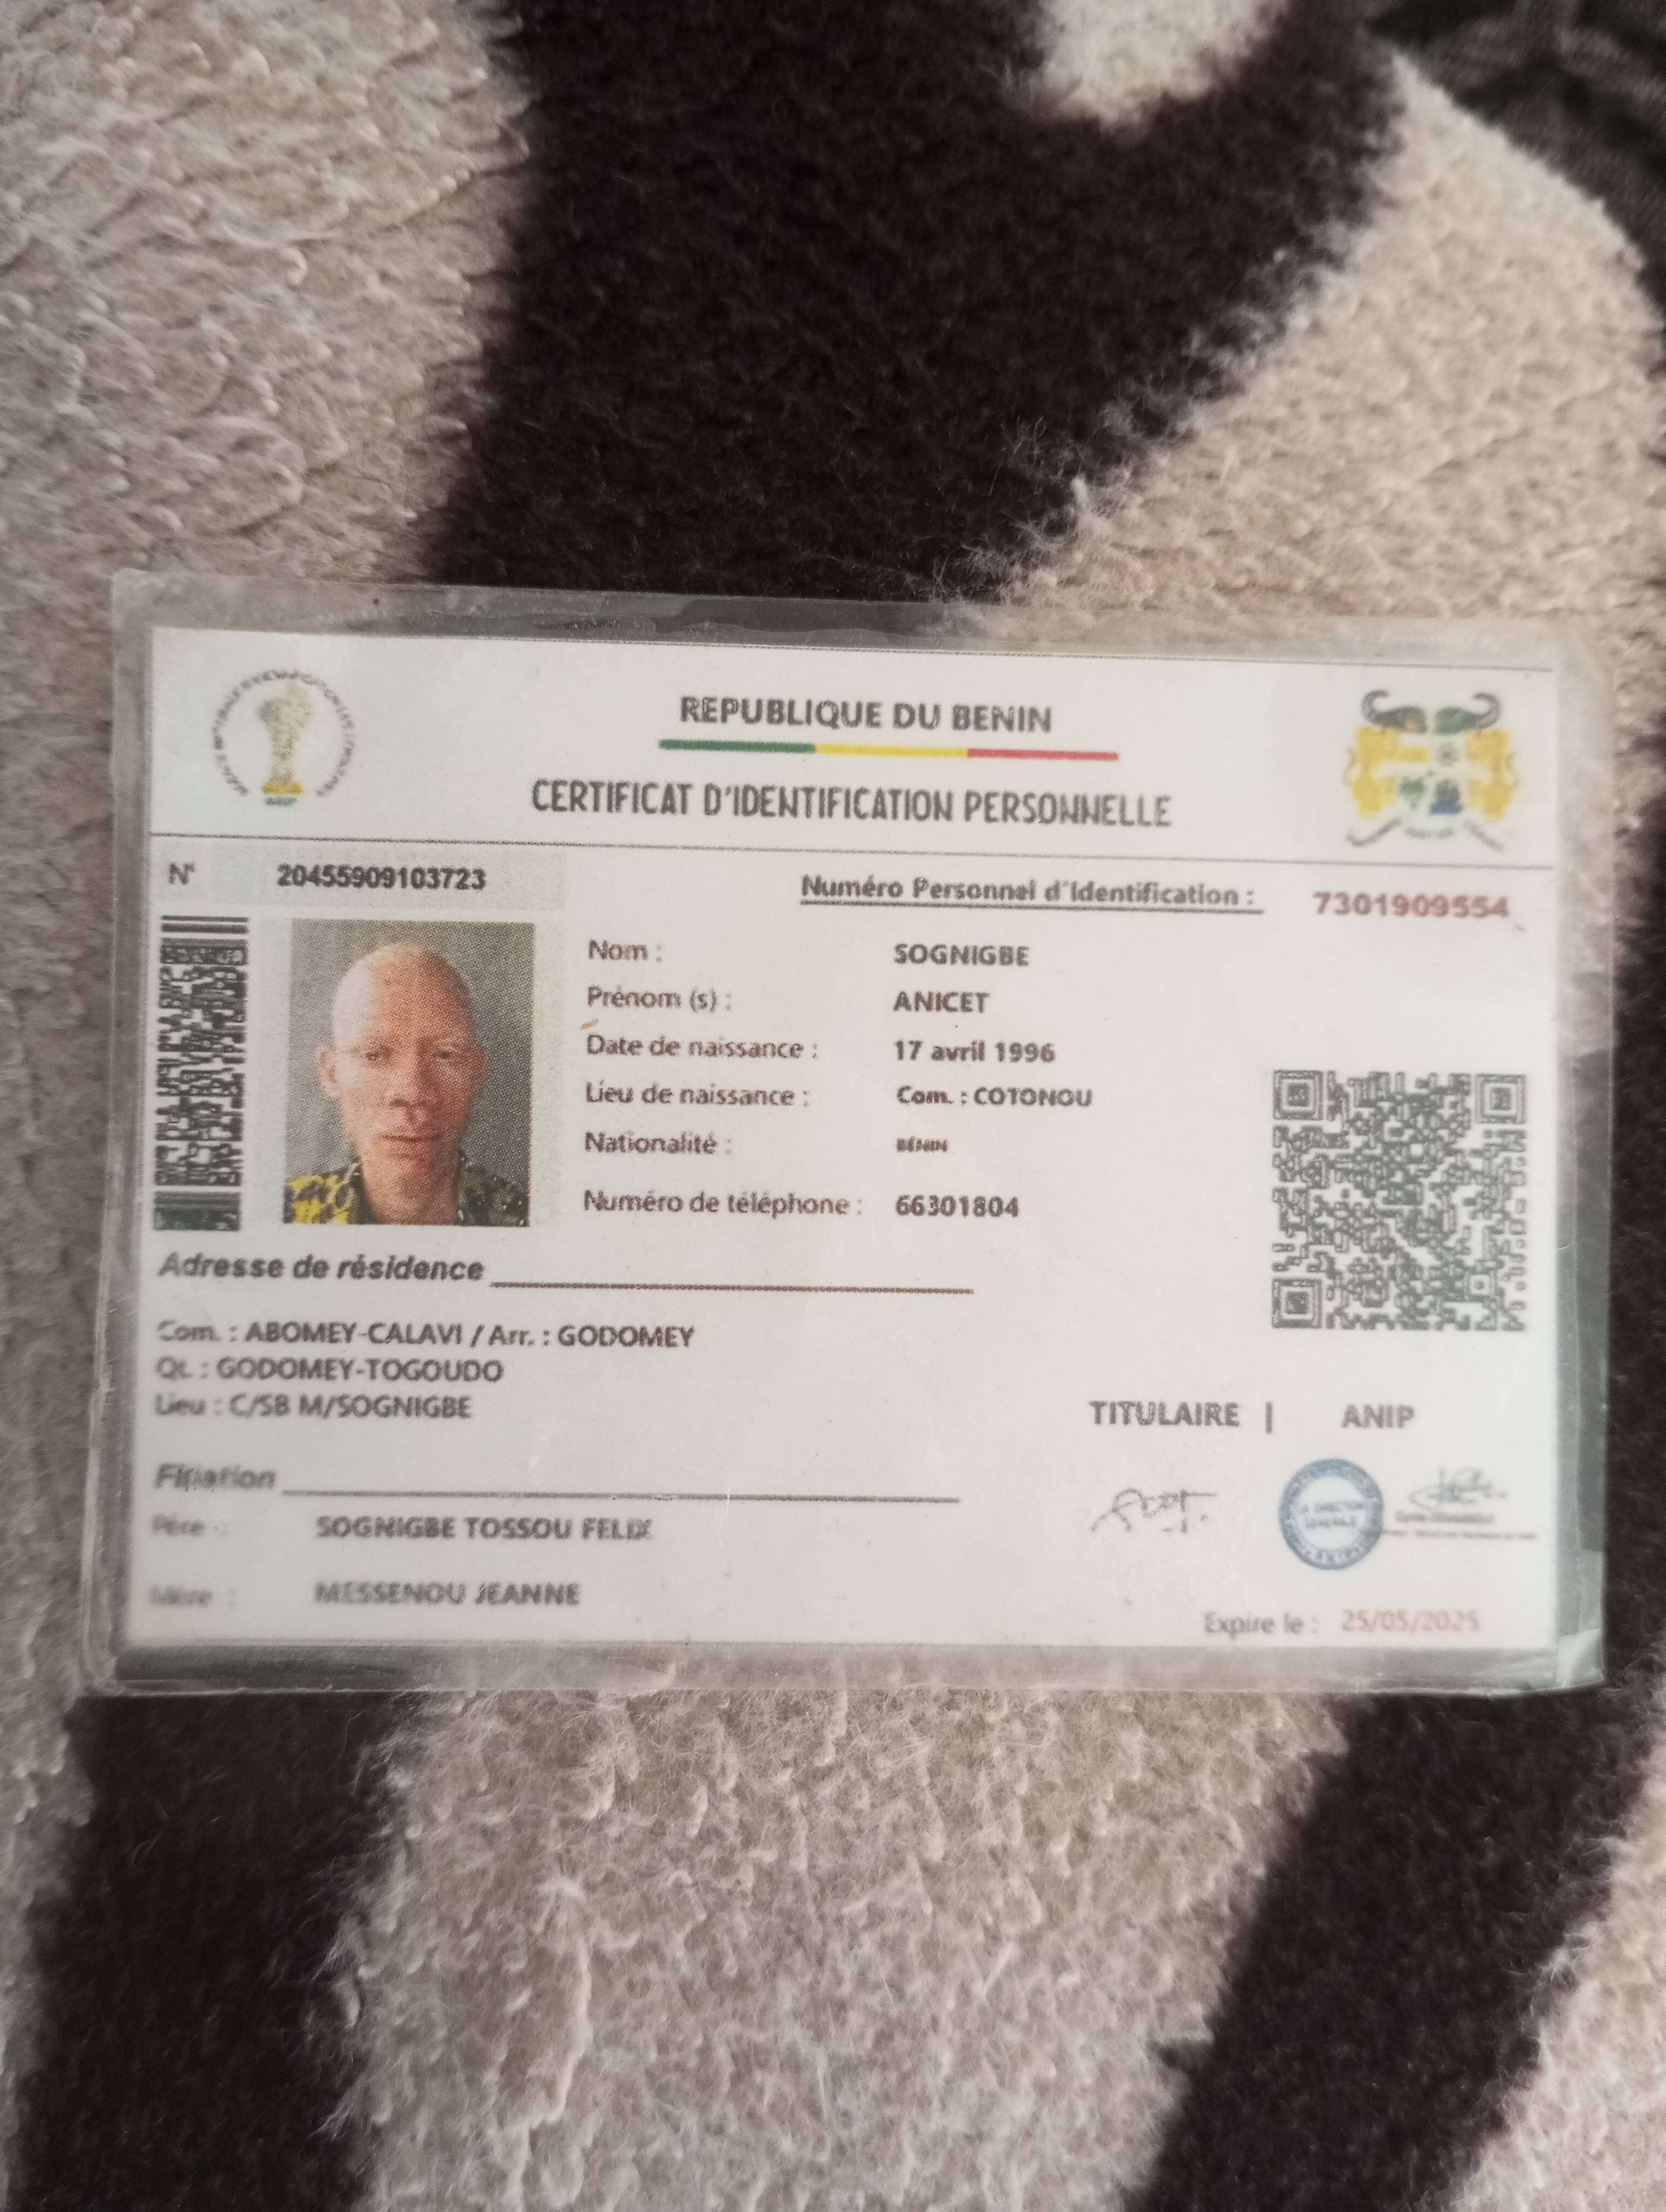 REPUBLIQUE DU BENIN
CERTIFICAT D'IDENTIFICATION PERSONNELLE
N° 20455909103723
Numéro Personnel d'Identification : 7301909554
Nom : SOGNIGBE
Prénom (s) : ANICET
Date de naissance : 17 avril 1996
Lieu de naissance : Com. : COTONOU
Nationalité : BÉNIN
Numéro de téléphone : 66301804
Adresse de résidence
Com. : ABOMEY-CALAVI / Arr. : GODOMEY
Qt. : GODOMEY-TOGOUDO
Lieu : C/SB M/SOGNIGBE
TITULAIRE | ANIP
Filiation
Père : SOGNIGBE TOSSOU FELIX
Mère : MESSENOU JEANNE
Expire le : 25/05/2025